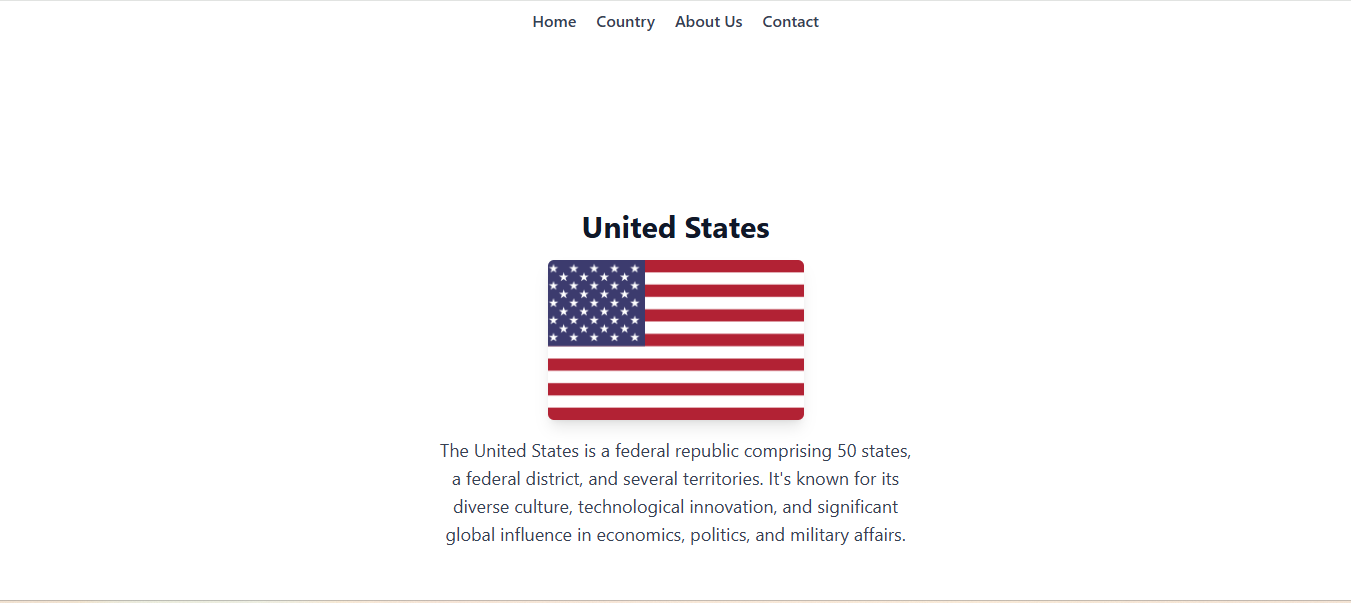 Home Country About Us Contact
United States
The United States is a federal republic comprising 50 states,
a federal district, and several territories. It's known for its
diverse culture, technological innovation, and significant
global influence in economics, politics, and military affairs.